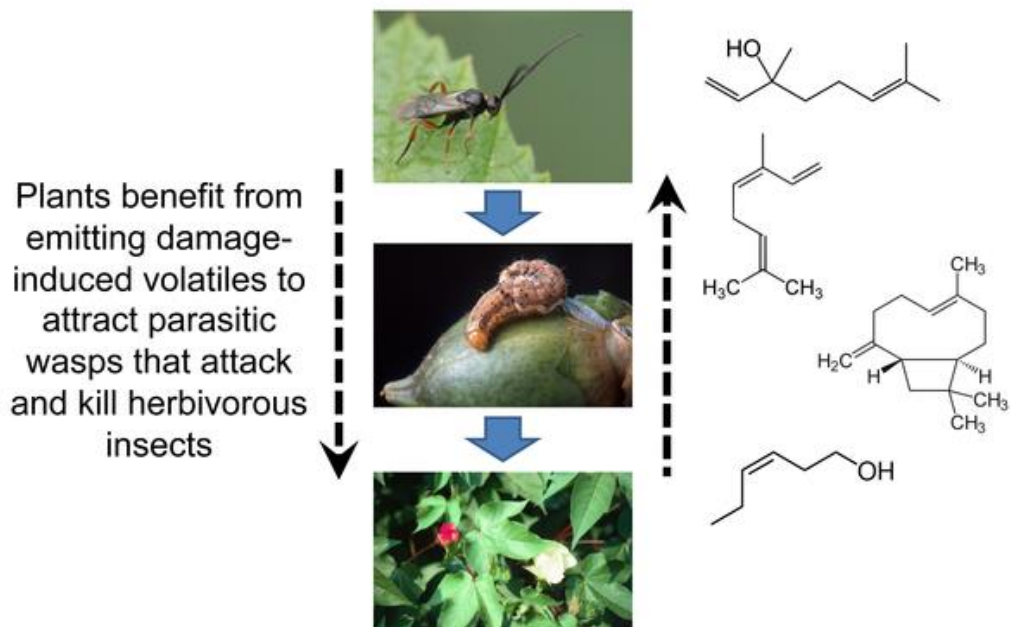 Plants benefit from
emitting damage-
induced volatiles to
attract parasitic
wasps that attack
and kill herbivorous
insects
HO
H₃C
CH₃
CH₃
H₂C
H
H
CH₃
CH₃
OH